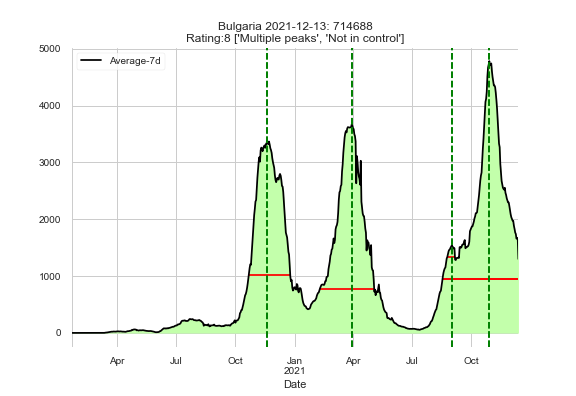 Bulgaria 2021-12-13: 714688
Rating:8 ['Multiple peaks', 'Not in control']
Average-7d
5000
4000
3000
2000
1000
0
Apr Jul Oct Jan Apr Jul Oct
2021
Date